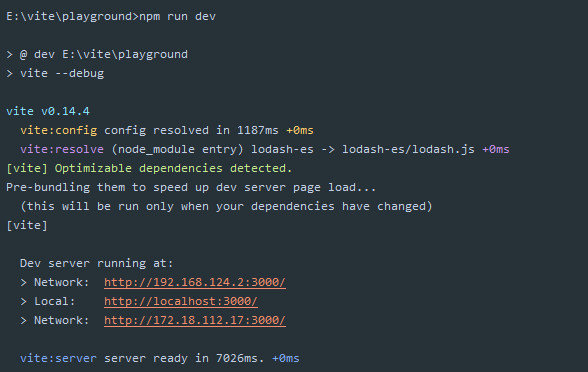 E:\vite\playground>npm run dev
> @ dev E:\vite\playground
> vite --debug
vite v0.14.4
vite:config config resolved in 1187ms +0ms
vite:resolve (node_module entry) lodash-es -> lodash-es/lodash.js +0ms
[vite] Optimizable dependencies detected.
Pre-bundling them to speed up dev server page load...
(this will be run only when your dependencies have changed)
[vite]
Dev server running at:
> Network: http://192.168.124.2:3000/
> Local: http://localhost:3000/
> Network: http://172.18.112.17:3000/
vite:server server ready in 7026ms. +0ms